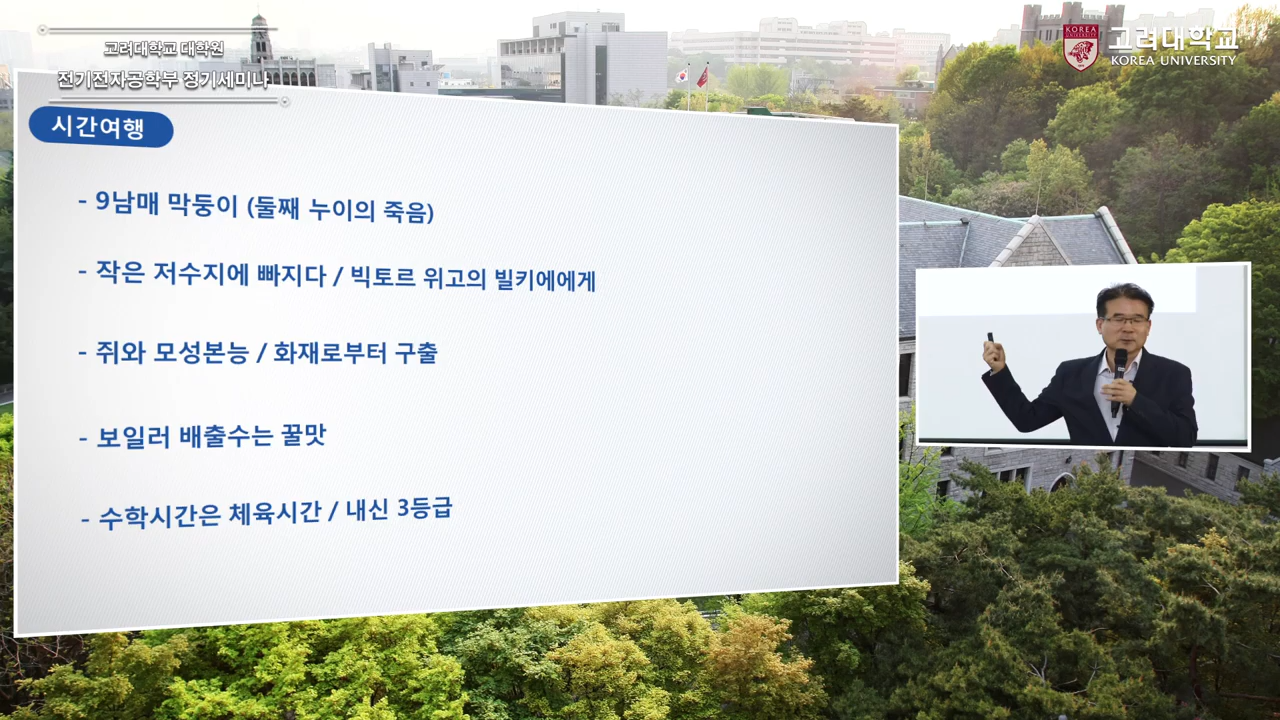 고려대학교 대학원
전기전자공학부 정기세미나
KOREA
UNIVERSITY
고려대학교
KOREA UNIVERSITY
시간여행
- 9남매 막둥이 (둘째 누이의 죽음)
- 작은 저수지에 빠지다 / 빅토르 위고의 빌키에에게
- 쥐와 모성본능 / 화재로부터 구출
- 보일러 배출수는 꿀맛
- 수학시간은 체육시간 / 내신 3등급